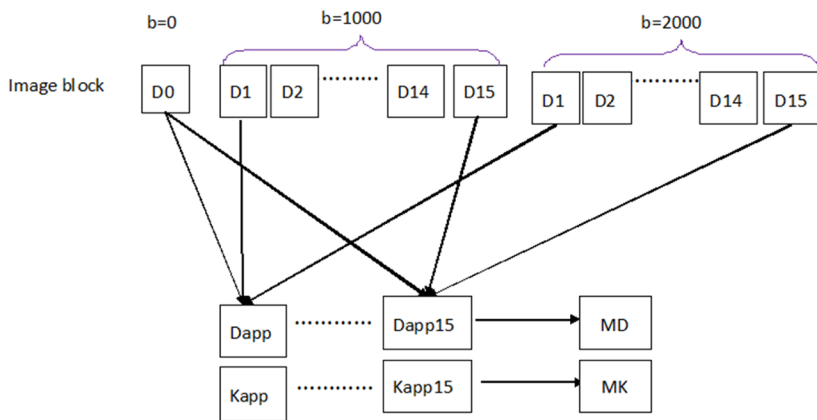 b=0 b=1000 b=2000
Image block D0 D1 D2 ......... D14 D15 D1 D2 .......... D14 D15
Dapp ............ Dapp15 MD
Kapp ............ Kapp15 MK